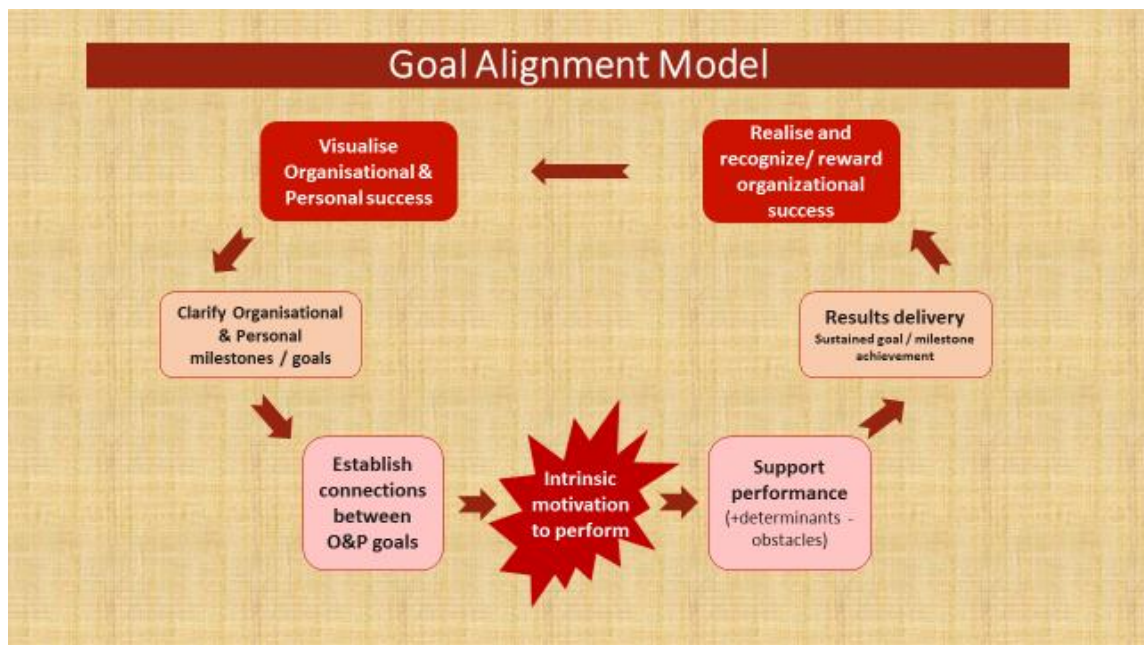 Goal Alignment Model
Visualise
Organisational &
Personal success
Realise and
recognize/ reward
organizational
success
Clarify Organisational
& Personal
milestones / goals
Results delivery
Sustained goal / milestone
achievement
Establish
connections
between
O&P goals
Intrinsic
motivation
to perform
Support
performance
(+determinants -
obstacles)